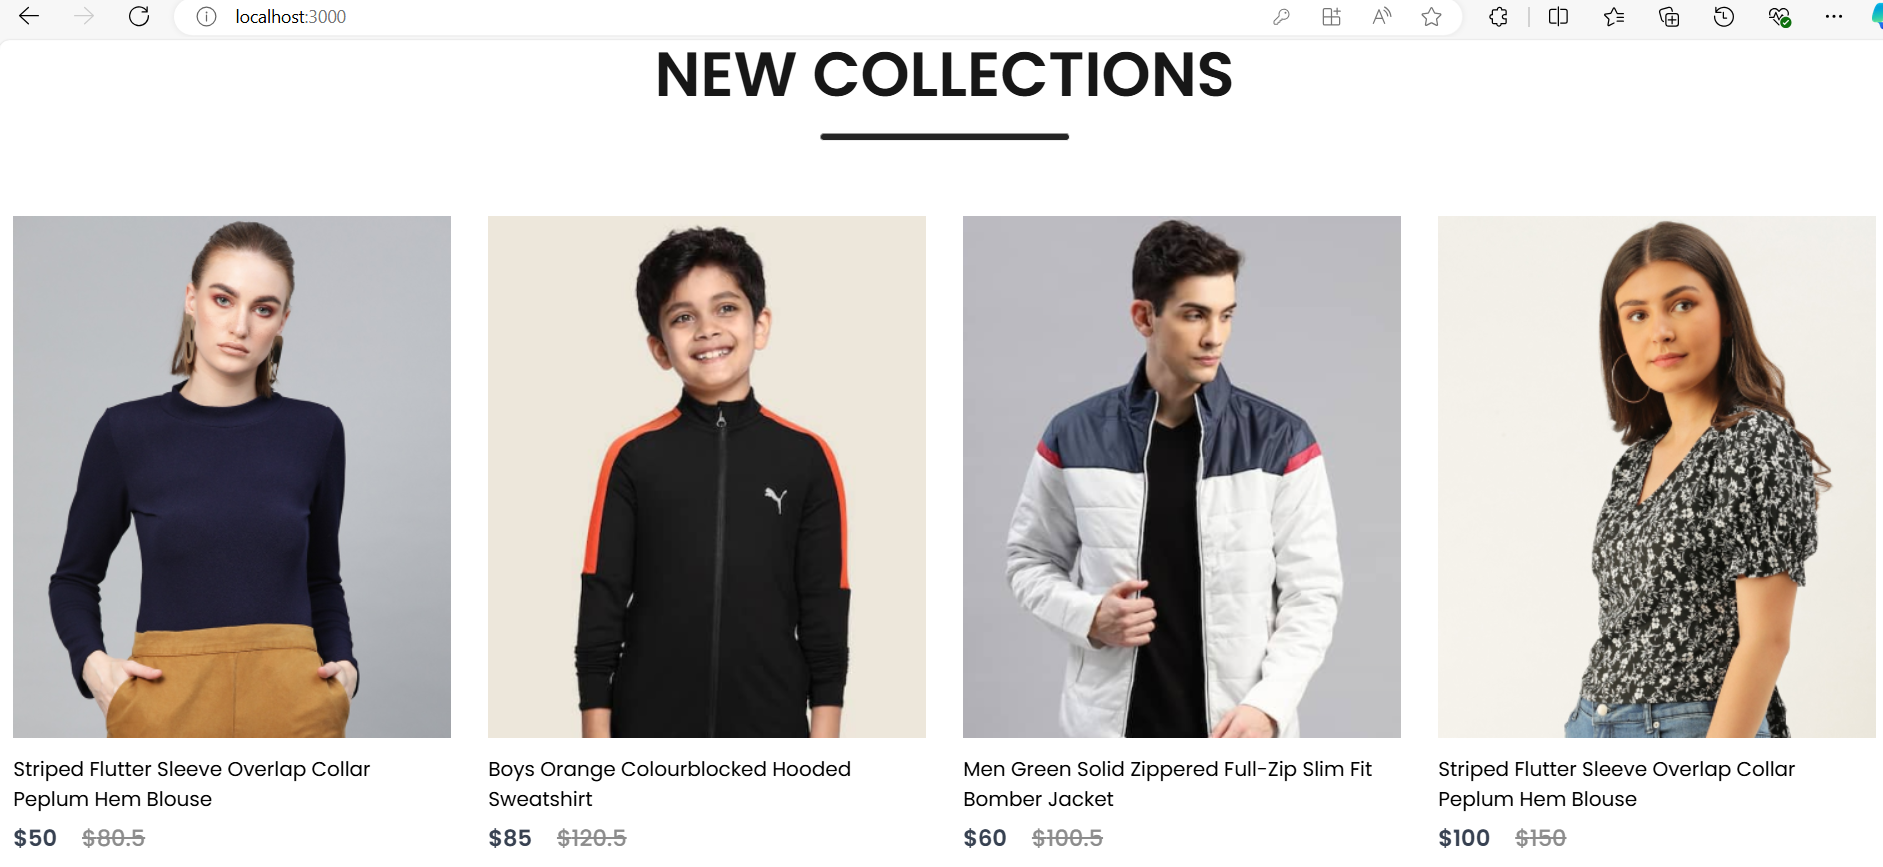 localhost:3000
NEW COLLECTIONS
Striped Flutter Sleeve Overlap Collar
Peplum Hem Blouse
$50 $80.5
Boys Orange Colourblocked Hooded
Sweatshirt
$85 $120.5
Men Green Solid Zippered Full-Zip Slim Fit
Bomber Jacket
$60 $100.5
Striped Flutter Sleeve Overlap Collar
Peplum Hem Blouse
$100 $150